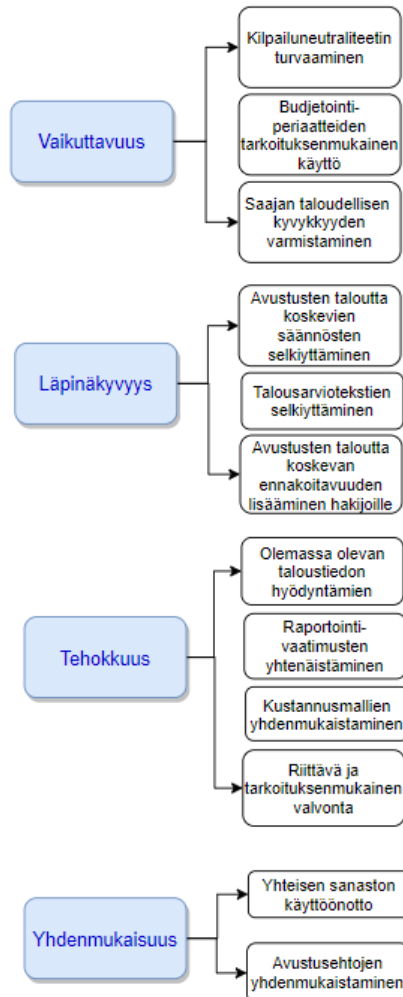 Vaikuttavuus
Kilpailuneutraliteetin
turvaaminen
Budjetointi-
periaatteiden
tarkoituksenmukainen
käyttö
Saajan taloudellisen
kyvykkyyden
varmistaminen
Läpinäkyvyys
Avustusten taloutta
koskevien
säännösten
selkiyttäminen
Talousarviotekstien
selkiyttäminen
Avustusten taloutta
koskevan
ennakoitavuuden
lisääminen hakijoille
Tehokkuus
Olemassa olevan
taloustiedon
hyödyntämien
Raportointi-
vaatimusten
yhtenäistäminen
Kustannusmallien
yhdenmukaistaminen
Riittävä ja
tarkoituksenmukainen
valvonta
Yhdenmukaisuus
Yhteisen sanaston
käyttöönotto
Avustusehtojen
yhdenmukaistaminen